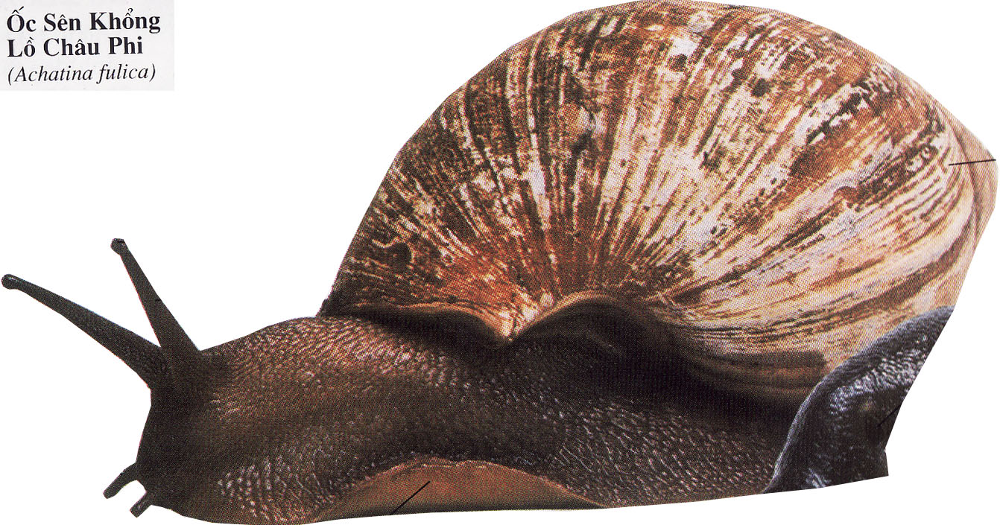 Ốc Sên Khổng
Lồ Châu Phi
(Achatina fulica)